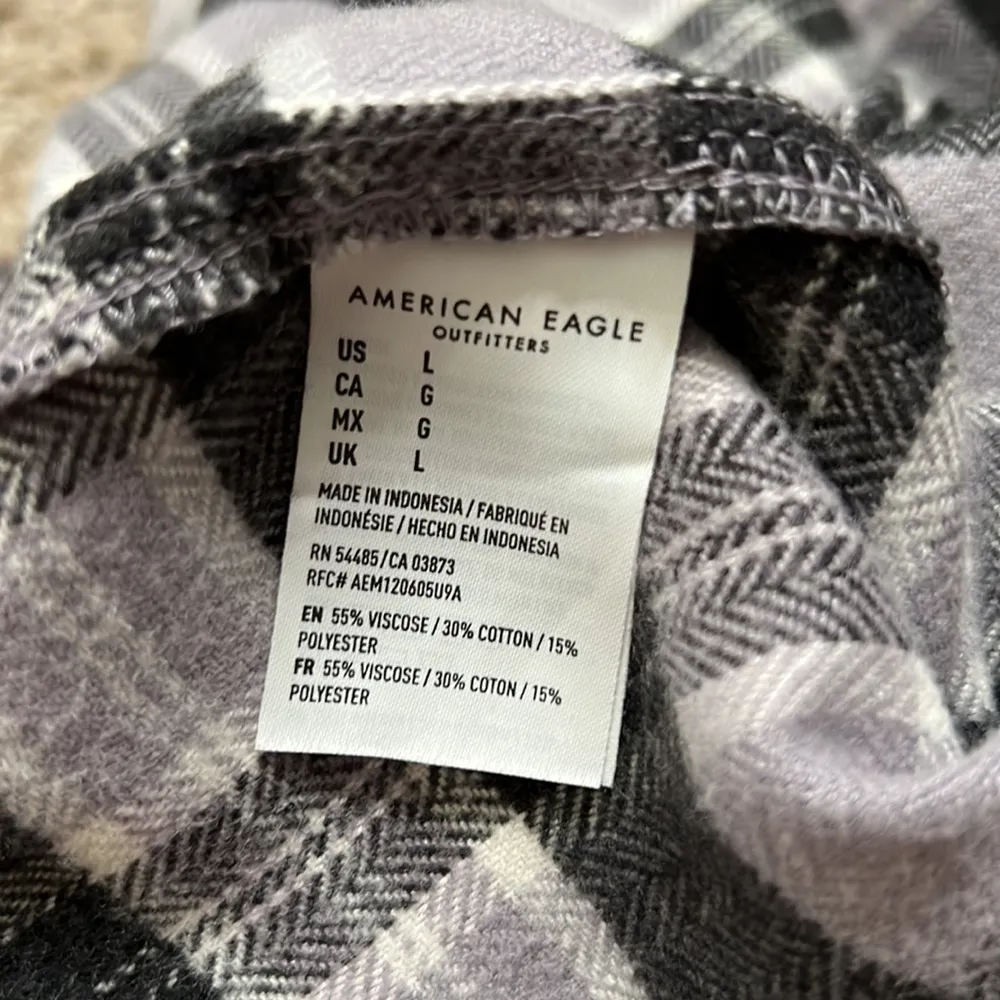 AMERICAN EAGLE
OUTFITTERS
US L
CA G
MX G
UK L
MADE IN INDONESIA / FABRIQUÉ EN
INDONÉSIE / HECHO EN INDONESIA
RN 54485/CA 03873
RFC# AEM120605U9A
EN 55% VISCOSE / 30% COTTON / 15%
POLYESTER
FR 55% VISCOSE / 30% COTON / 15%
POLYESTER